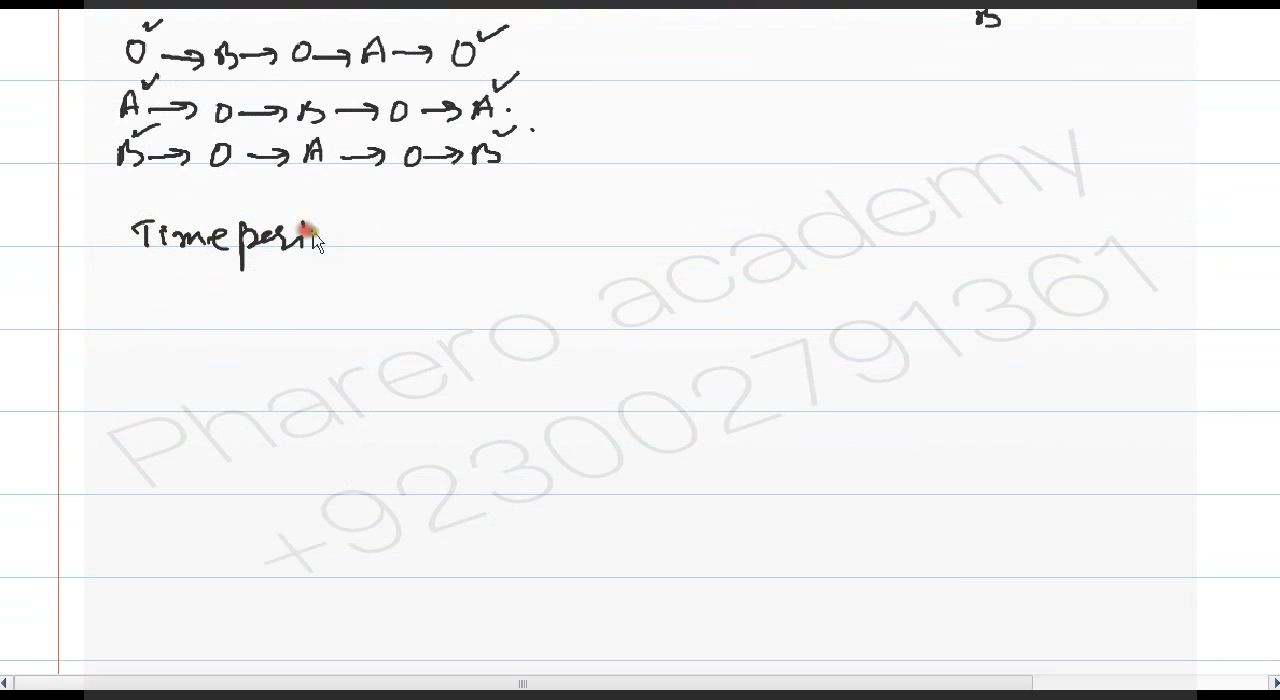 B
O → B → O → A → O
A → O → B → O → A.
B → O → A → O → B
Time peri
Pharero academy
+923002791361